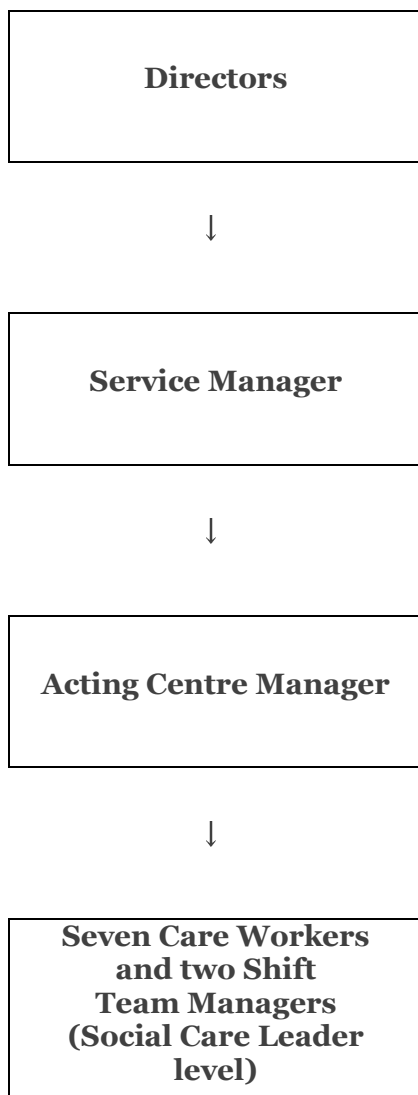 Directors
↓
Service Manager
↓
Acting Centre Manager
↓
Seven Care Workers
and two Shift
Team Managers
(Social Care Leader
level)